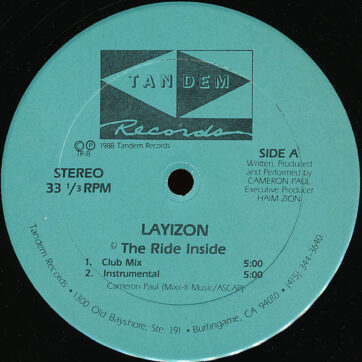 TANDEM
Records
© ℗ 1988 Tandem Records
TR-8
STEREO
33 1/3 RPM
SIDE A
Written, Produced
and Performed by
CAMERON PAUL
Executive Producer
HAIM ZION
LAYIZON
© The Ride Inside
1. Club Mix 5:00
2. Instrumental 5:00
Cameron Paul (Mixx-It Music/ASCAP)
Tandem Records • 1300 Old Bayshore, Ste. 191 • Burlingame, CA 94010 • (415) 344-3640